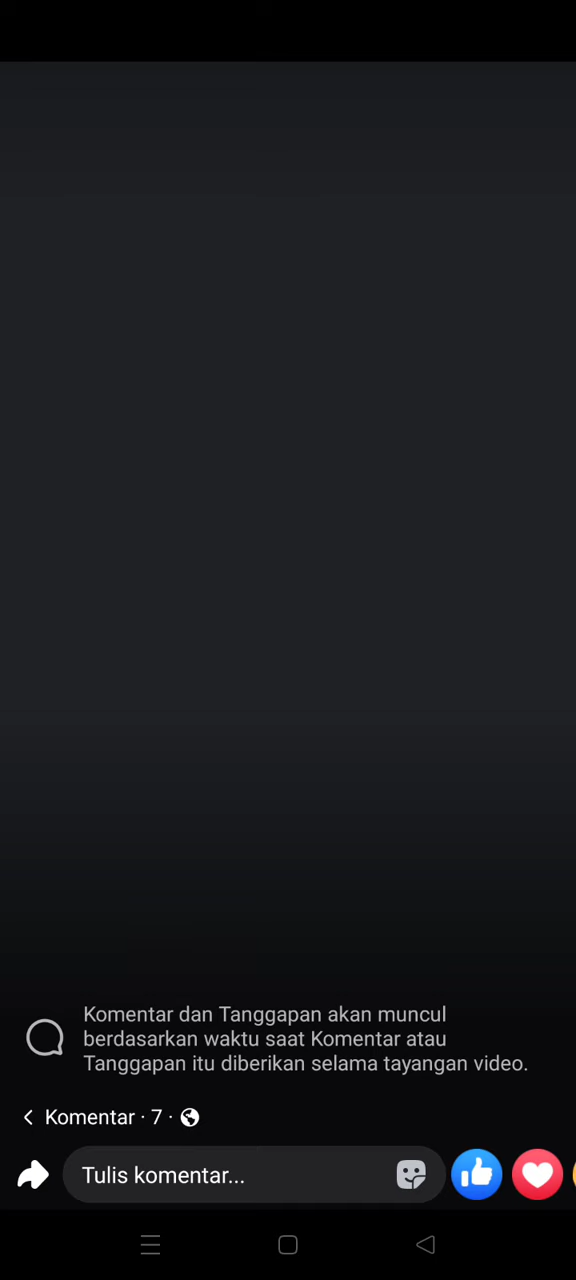 Komentar dan Tanggapan akan muncul
berdasarkan waktu saat Komentar atau
Tanggapan itu diberikan selama tayangan video.
Komentar · 7 ·
Tulis komentar...